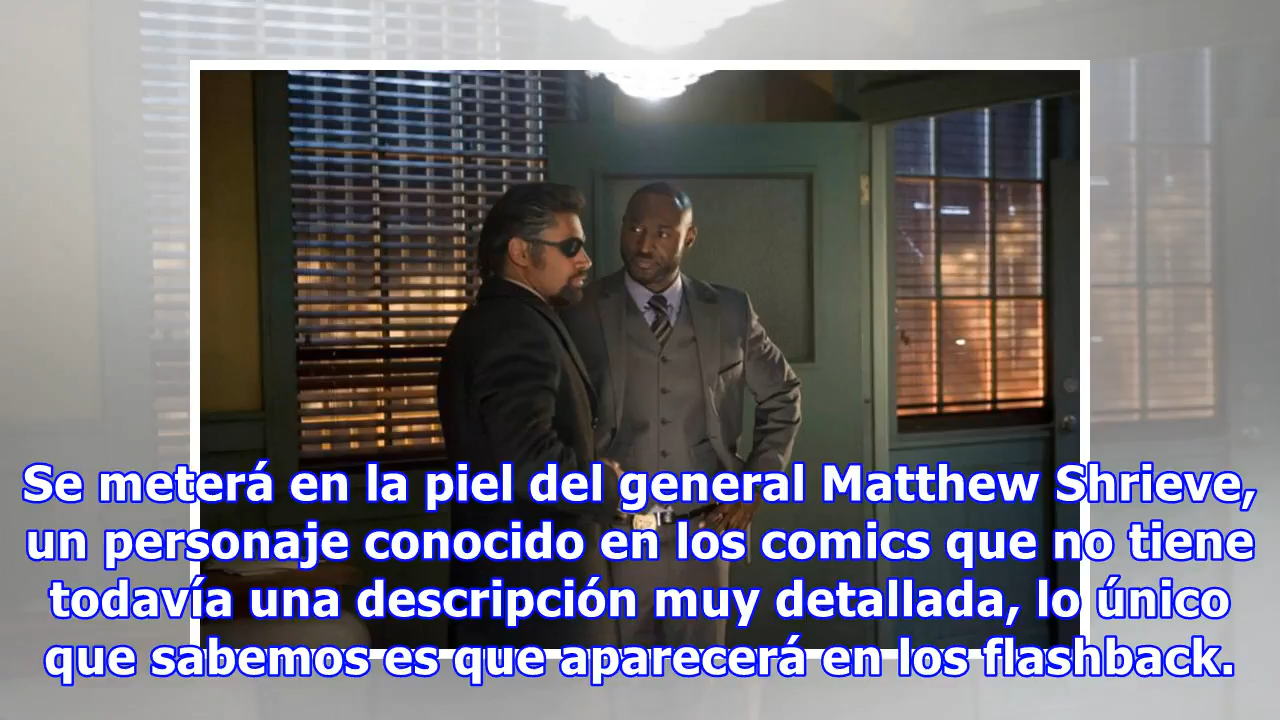 Se meterá en la piel del general Matthew Shrieve,
un personaje conocido en los comics que no tiene
todavía una descripción muy detallada, lo único
que sabemos es que aparecerá en los flashback.